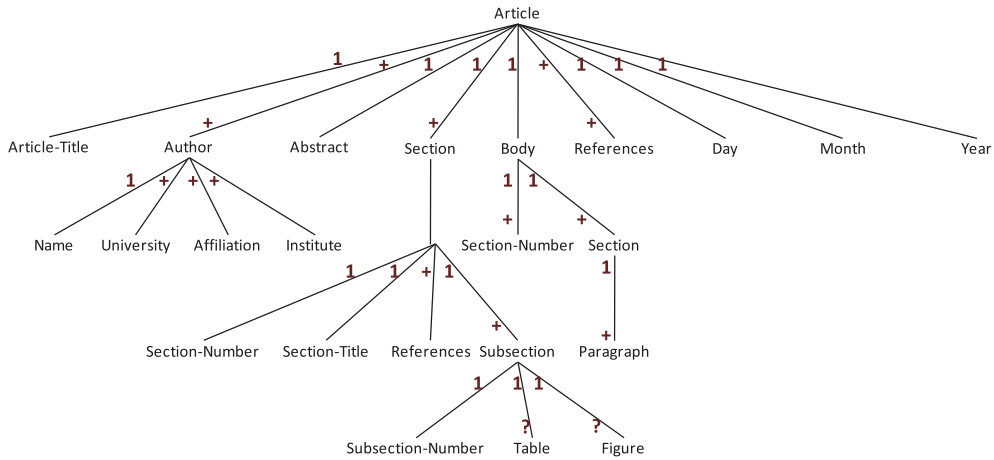 Article
1 + 1 1 1 + 1 1 1
+ + +
Article-Title Author Abstract Section Body References Day Month Year
1 + + + 1 1
+ +
Name University Affiliation Institute Section-Number Section
1 1 + 1 1
+ +
Section-Number Section-Title References Subsection Paragraph
1 1 1
? ?
Subsection-Number Table Figure